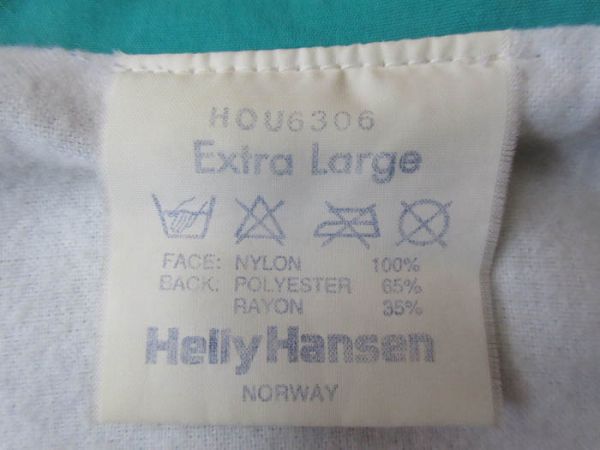 HOU6306
Extra Large
FACE: NYLON 100%
BACK: POLYESTER 65%
RAYON 35%
Helly Hansen
NORWAY